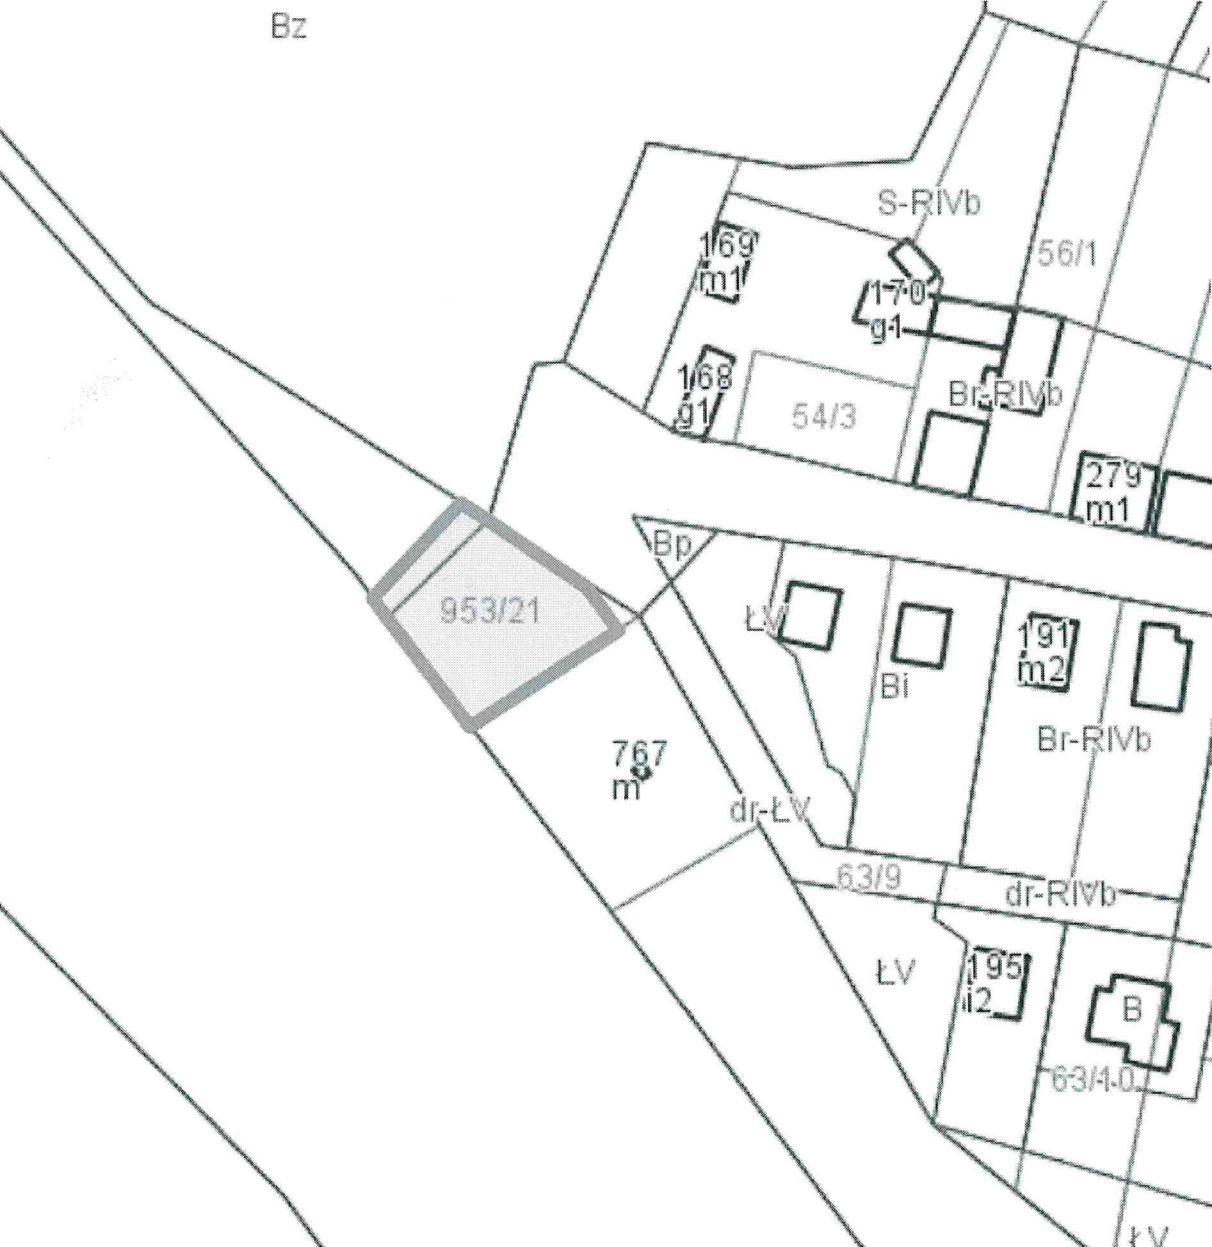 Bz
S-RIVb
56/1
169
m1
170
g1
168
g1
Br-RIVb
54/3
279
m1
Bp
953/21
ŁV
191
m2
Bi
Br-RIVb
767
m
dr-ŁV
63/9
dr-RIVb
ŁV
195
i2
B
63/10
ŁV